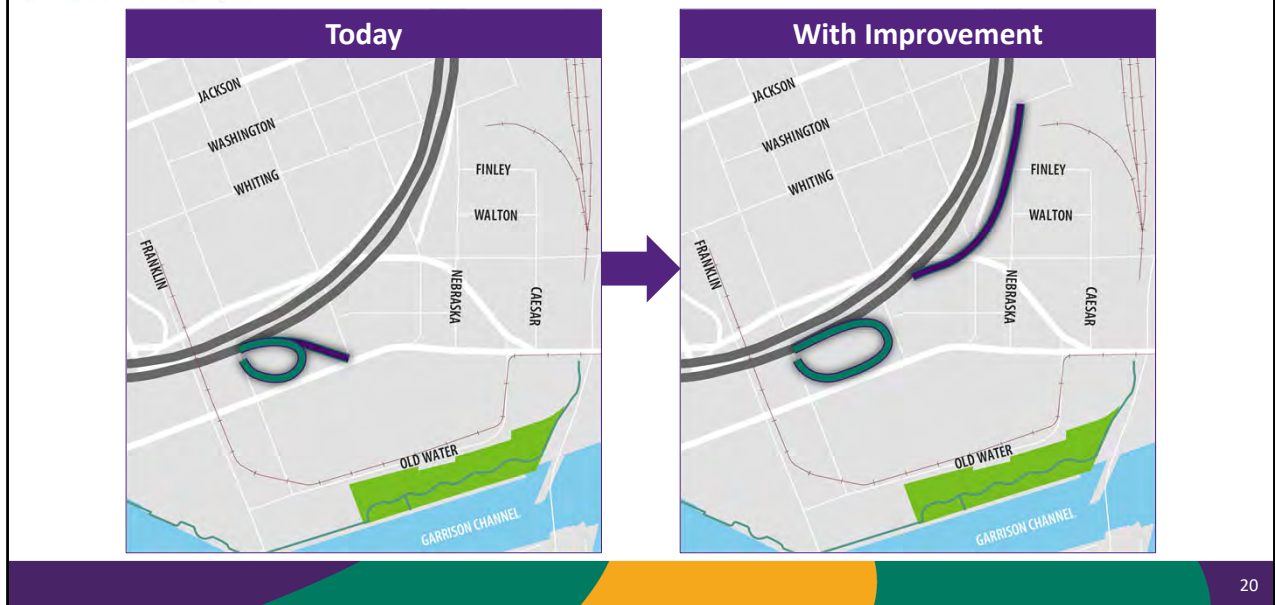 Today
JACKSON
WASHINGTON
WHITING
FINLEY
WALTON
FRANKLIN
NEBRASKA
CAESAR
OLD WATER
GARRISON CHANNEL
With Improvement
JACKSON
WASHINGTON
WHITING
FINLEY
WALTON
FRANKLIN
NEBRASKA
CAESAR
OLD WATER
GARRISON CHANNEL
20